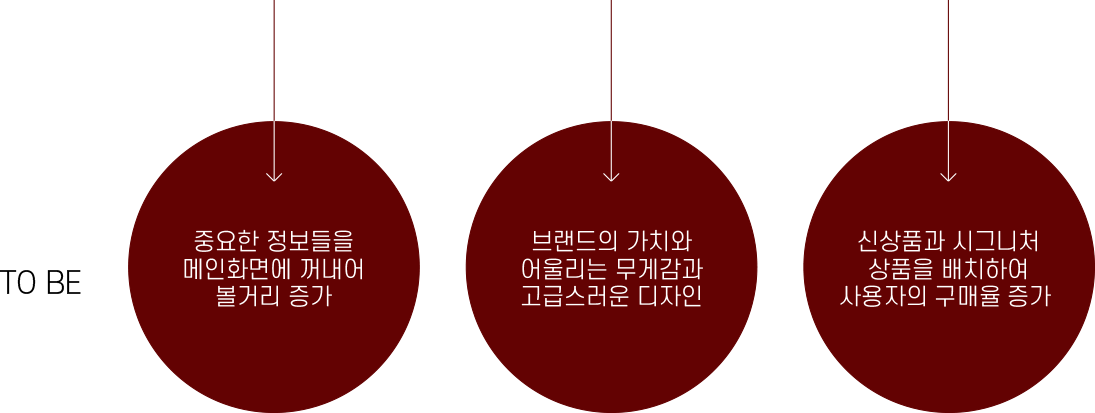 TO BE
중요한 정보들을
메인화면에 꺼내어
볼거리 증가
브랜드의 가치와
어울리는 무게감과
고급스러운 디자인
신상품과 시그니처
상품을 배치하여
사용자의 구매율 증가